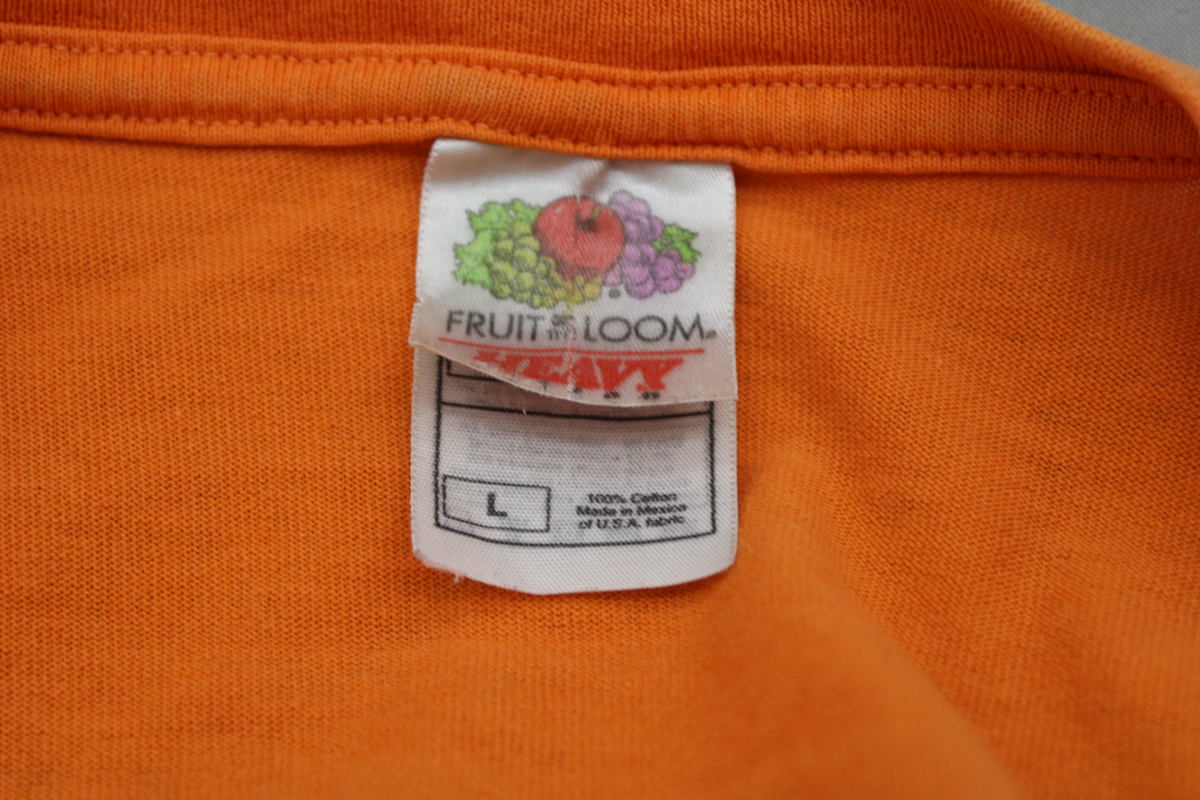 FRUIT OF THE LOOM®
HEAVY
L
100% Cotton
Made in Mexico
of U.S.A. fabric